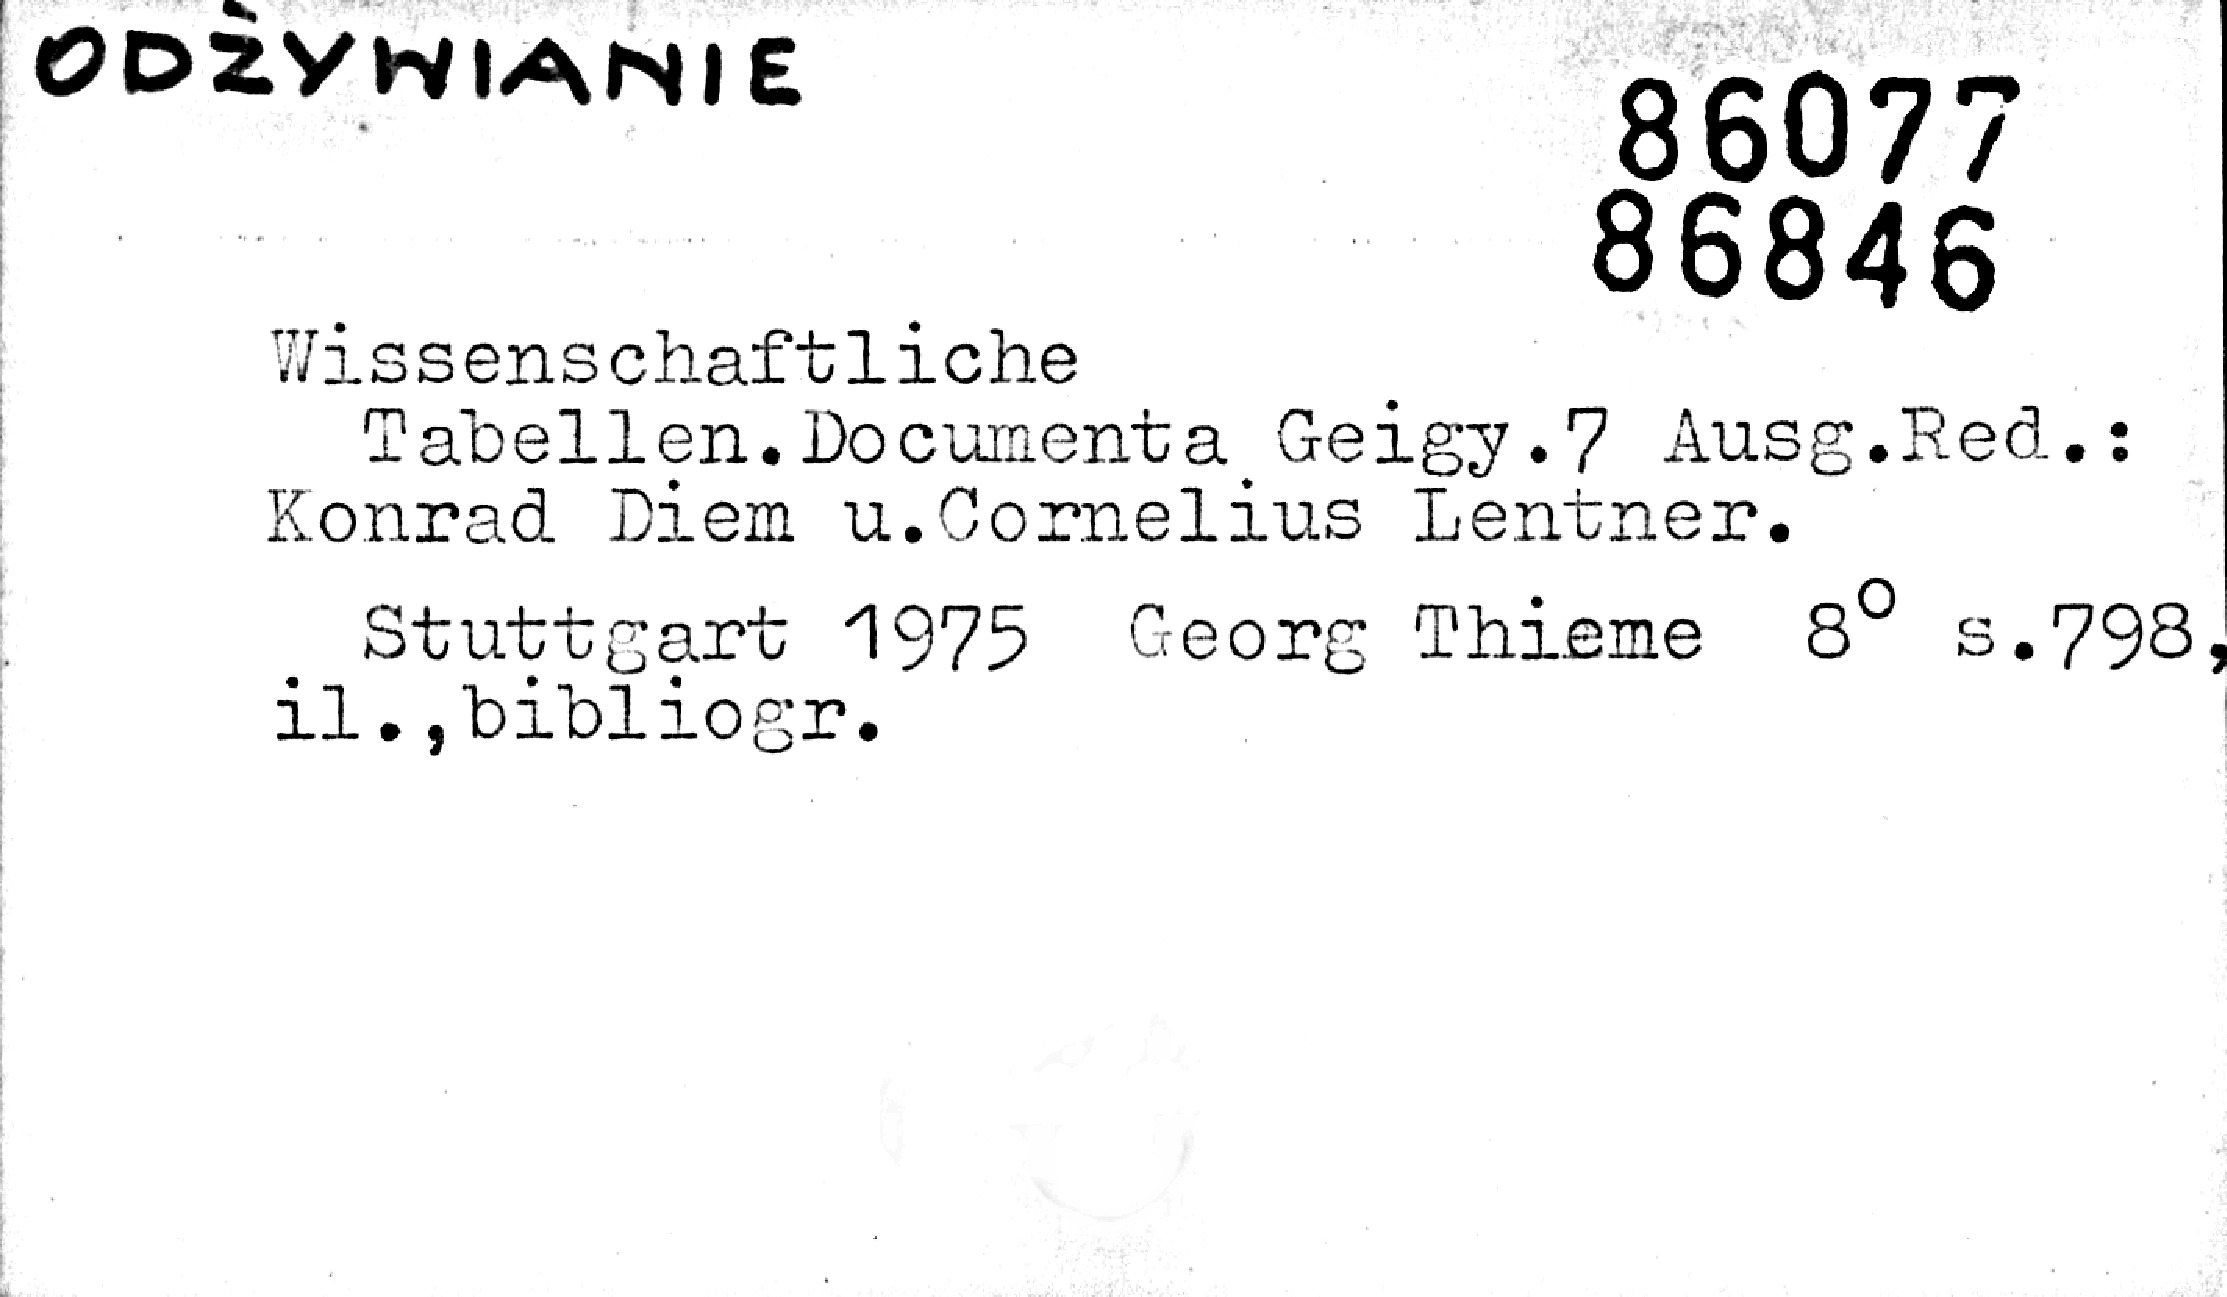 ODŻYWIANIE
86077
86846
Wissenschaftliche
Tabellen.Documenta Geigy.7 Ausg.Red.:
Konrad Diem u.Cornelius Lentner.
Stuttgart 1975 Georg Thieme 8° s.798,
il.,bibliogr.